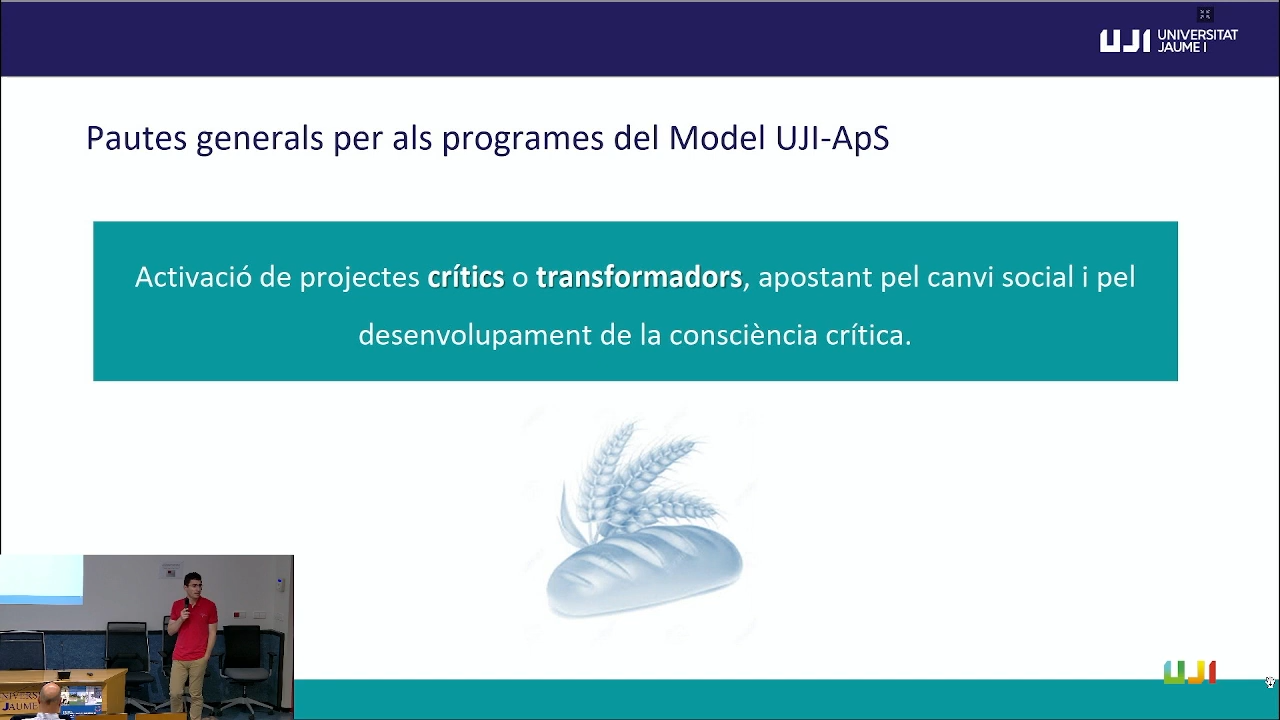 UJI UNIVERSITAT
JAUME I
Pautes generals per als programes del Model UJI-ApS
Activació de projectes crítics o transformadors, apostant pel canvi social i pel
desenvolupament de la consciència crítica.
UJI